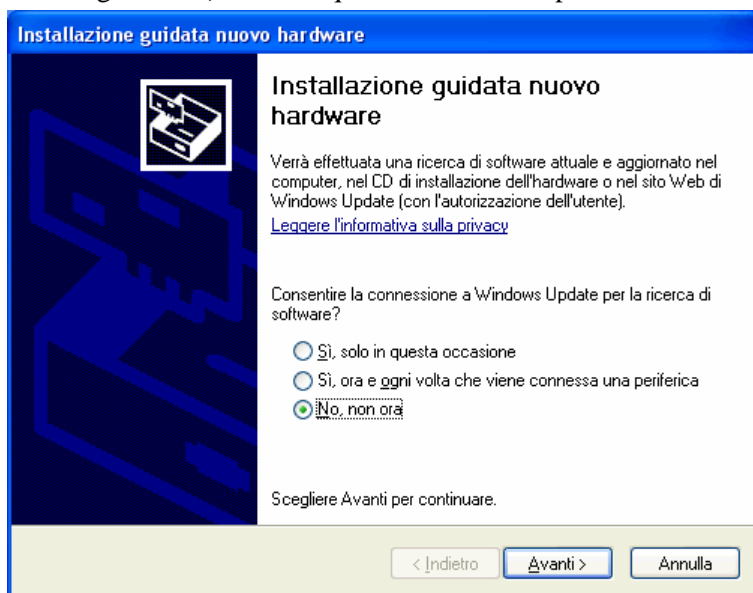 Installazione guidata nuovo hardware
Installazione guidata nuovo
hardware
Verrà effettuata una ricerca di software attuale e aggiornato nel
computer, nel CD di installazione dell'hardware o nel sito Web di
Windows Update (con l'autorizzazione dell'utente).
Leggere l'informativa sulla privacy
Consentire la connessione a Windows Update per la ricerca di
software?
Sì, solo in questa occasione
Sì, ora e ogni volta che viene connessa una periferica
No, non ora
Scegliere Avanti per continuare.
< Indietro Avanti > Annulla